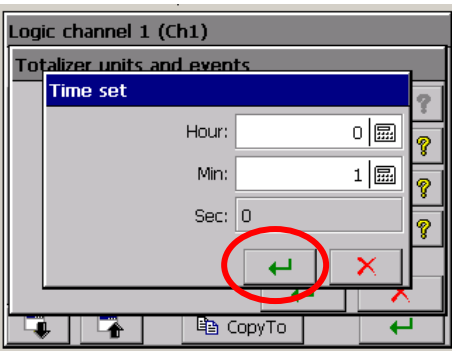 Logic channel 1 (Ch1)
Totalizer units and events
Time set
Hour: 0
Min: 1
Sec: 0
CopyTo